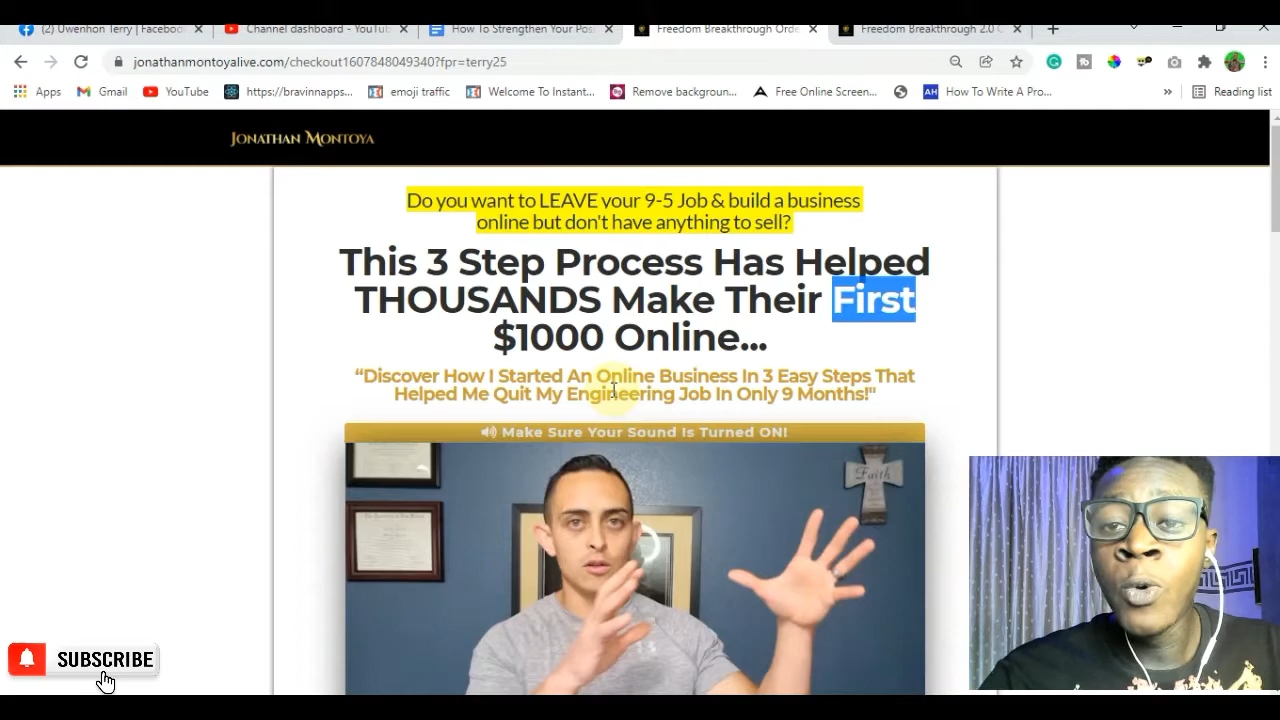 (2) Uwenhon Terry | Facebook
Channel dashboard - YouTu
How To Strengthen Your Posi
Freedom Breakthrough Orde
Freedom Breakthrough 2.0 C
jonathanmontoyalive.com/checkout1607848049340?fpr=terry25
Apps
Gmail
YouTube
https://bravinnapps...
emoji traffic
Welcome To Instant...
Remove backgroun...
Free Online Screen...
AH
How To Write A Pro...
»
Reading list
JONATHAN MONTOYA
Do you want to LEAVE your 9-5 Job & build a business
online but don't have anything to sell?
This 3 Step Process Has Helped
THOUSANDS Make Their First
$1000 Online...
“Discover How I Started An Online Business In 3 Easy Steps That
Helped Me Quit My Engineering Job In Only 9 Months!"
Make Sure Your Sound Is Turned ON!
Faith
SUBSCRIBE